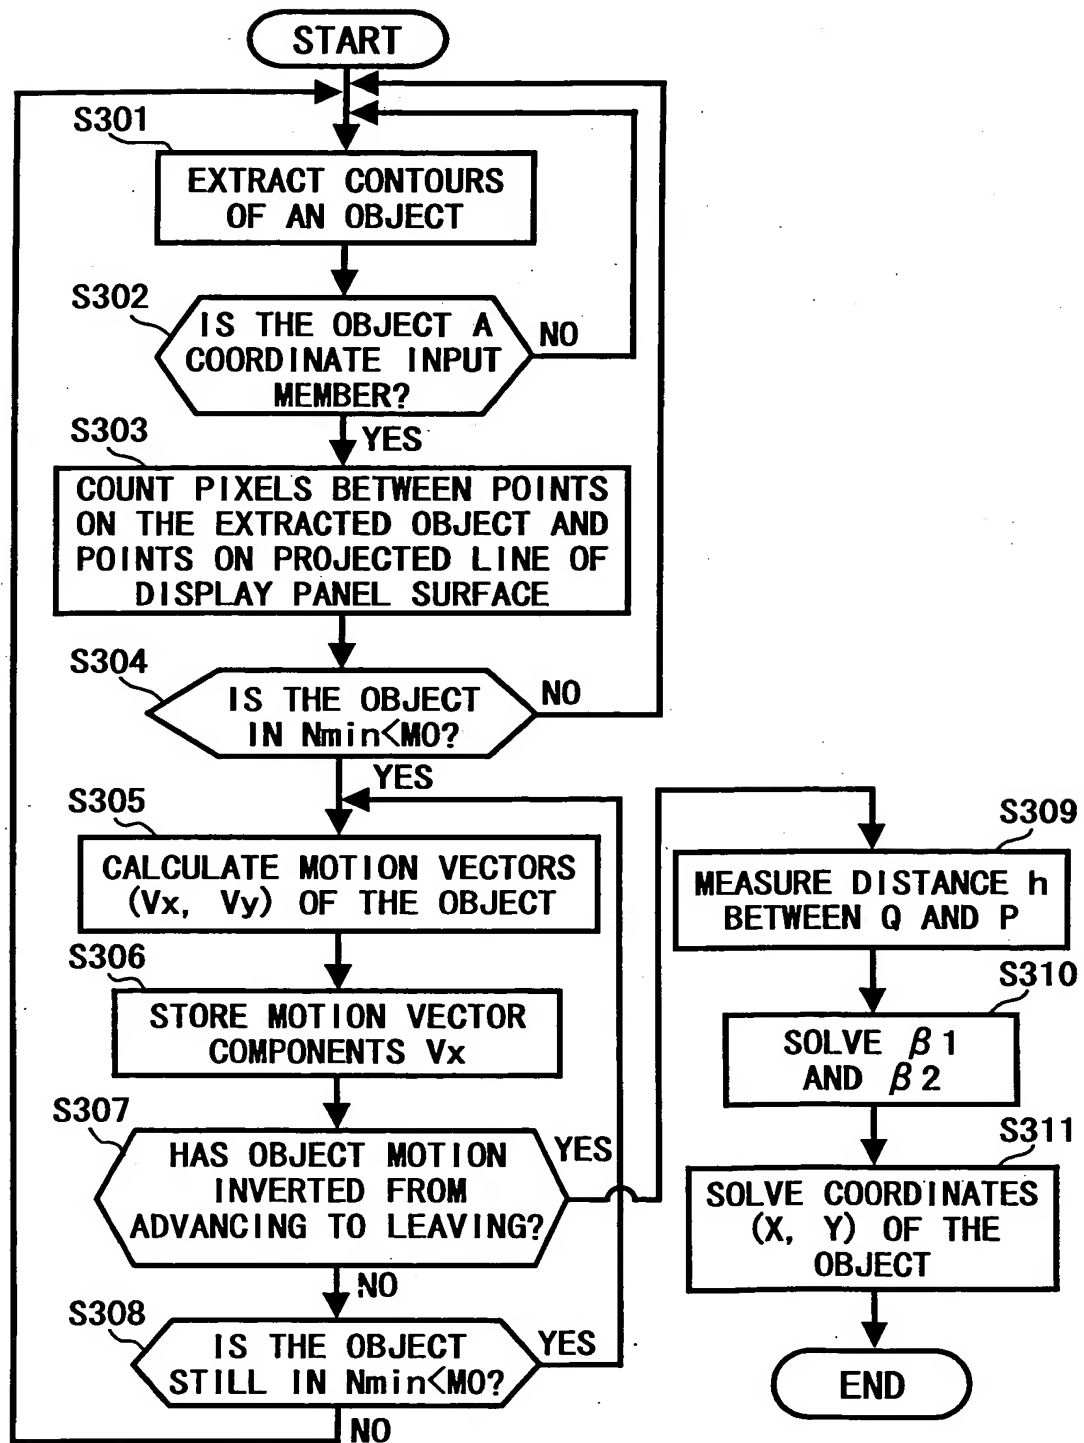 START
S301
EXTRACT CONTOURS
OF AN OBJECT
S302
IS THE OBJECT A
COORDINATE INPUT
MEMBER?
NO
YES
S303
COUNT PIXELS BETWEEN POINTS
ON THE EXTRACTED OBJECT AND
POINTS ON PROJECTED LINE OF
DISPLAY PANEL SURFACE
S304
IS THE OBJECT
IN Nmin<M0?
NO
YES
S305
CALCULATE MOTION VECTORS
(Vx, Vy) OF THE OBJECT
S306
STORE MOTION VECTOR
COMPONENTS Vx
S307
HAS OBJECT MOTION
INVERTED FROM
ADVANCING TO LEAVING?
YES
NO
S308
IS THE OBJECT
STILL IN Nmin<M0?
YES
NO
S309
MEASURE DISTANCE h
BETWEEN Q AND P
S310
SOLVE β1
AND β2
S311
SOLVE COORDINATES
(X, Y) OF THE
OBJECT
END